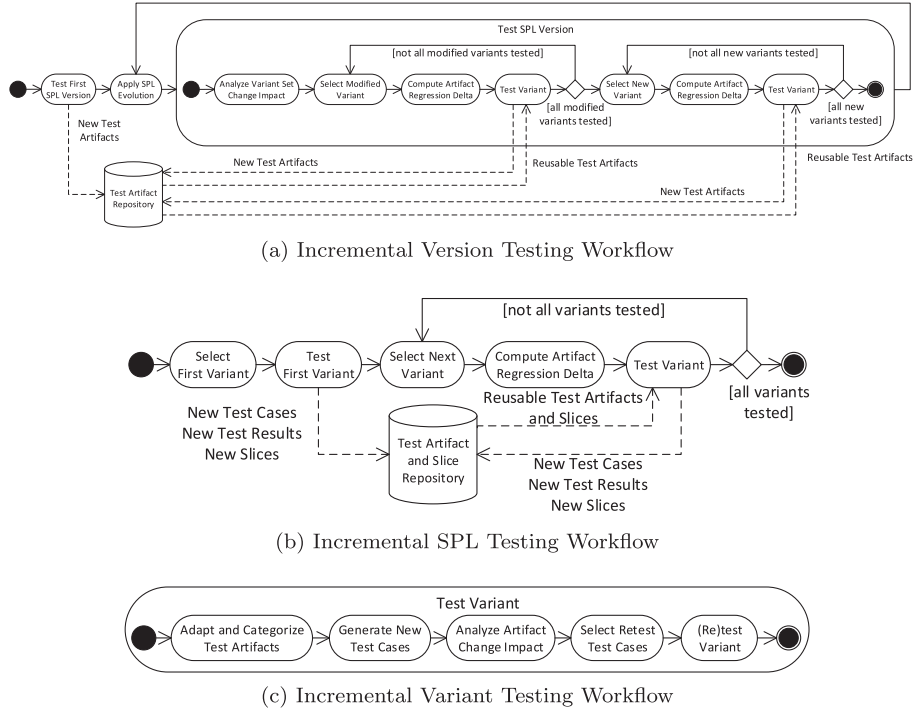 Test SPL Version
[not all modified variants tested]
[not all new variants tested]
Test First
SPL Version
Apply SPL
Evolution
Analyze Variant Set
Change Impact
Select Modified
Variant
Compute Artifact
Regression Delta
Test Variant
Select New
Variant
Compute Artifact
Regression Delta
Test Variant
[all modified
variants tested]
[all new
variants tested]
New Test
Artifacts
New Test Artifacts
Reusable Test Artifacts
Reusable Test Artifacts
New Test Artifacts
Test Artifact
Repository
(a) Incremental Version Testing Workflow
[not all variants tested]
Select
First Variant
Test
First Variant
Select Next
Variant
Compute Artifact
Regression Delta
Test Variant
[all variants
tested]
New Test Cases
New Test Results
New Slices
Reusable Test Artifacts
and Slices
Test Artifact
and Slice
Repository
New Test Cases
New Test Results
New Slices
(b) Incremental SPL Testing Workflow
Test Variant
Adapt and Categorize
Test Artifacts
Generate New
Test Cases
Analyze Artifact
Change Impact
Select Retest
Test Cases
(Re)test
Variant
(c) Incremental Variant Testing Workflow